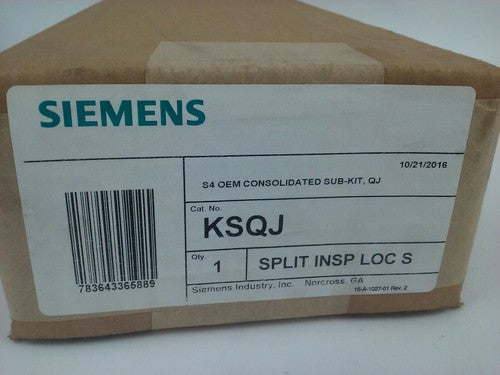 SIEMENS
10/21/2016
S4 OEM CONSOLIDATED SUB-KIT, QJ
Cat. No.
KSQJ
Qty.
1
SPLIT INSP LOC S
783643365889
Siemens Industry, Inc. Norcross, GA
15-A-1027-01 Rev. 2